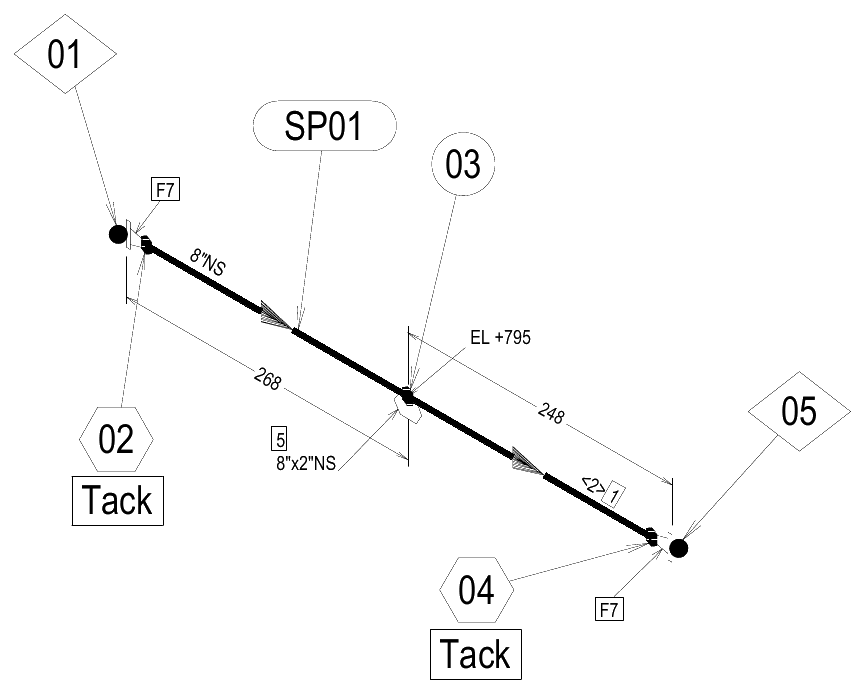 01
SP01
03
F7
8"NS
EL +795
268
248
05
02
5
8"x2"NS
Tack
<2> 1
04
F7
Tack